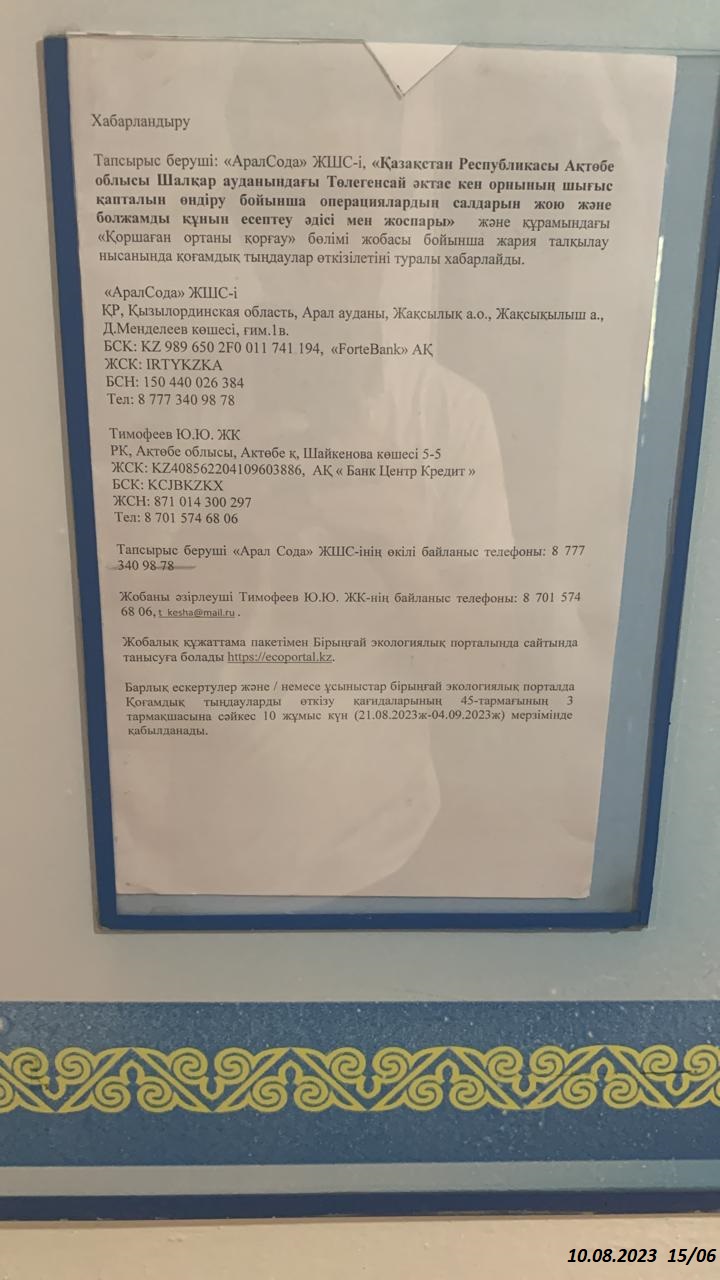 Хабарландыру
Тапсырыс беруші: «АралСода» ЖШС-і, «Қазақстан Республикасы Ақтөбе
облысы Шалқар ауданындағы Төлегенсай әктас кен орнының шығыс
қапталын өндіру бойынша операциялардың салдарын жою және
болжамды құнын есептеу әдісі мен жоспары» және құрамындағы
«Қоршаған ортаны қорғау» бөлімі жобасы бойынша жария талқылау
нысанында қоғамдық тыңдаулар өткізілетіні туралы хабарлайды.
«АралСода» ЖШС-і
ҚР, Қызылординская область, Арал ауданы, Жақсылық а.о., Жақсықылыш а.,
Д.Менделеев көшесі, ғим.1в.
БСК: KZ 989 650 2F0 011 741 194, «ForteBank» АҚ
ЖСК: IRTYKZKA
БСН: 150 440 026 384
Тел: 8 777 340 98 78
Тимофеев Ю.Ю. ЖК
РК, Ақтөбе облысы, Актөбе қ, Шайкенова көшесі 5-5
ЖСК: KZ408562204109603886, АҚ « Банк Центр Кредит »
БСК: KCJBKZKX
ЖСН: 871 014 300 297
Тел: 8 701 574 68 06
Тапсырыс беруші «Арал Сода» ЖШС-інің өкілі байланыс телефоны: 8 777
340 98 78
Жобаны әзірлеуші Тимофеев Ю.Ю. ЖК-нің байланыс телефоны: 8 701 574
68 06, t_kesha@mail.ru .
Жобалық құжаттама пакетімен Бірыңғай экологиялық порталында сайтында
танысуға болады https://ecoportal.kz.
Барлық ескертулер және / немесе ұсыныстар бірыңғай экологиялық порталда
Қоғамдық тыңдауларды өткізу қағидаларының 45-тармағының 3
тармақшасына сәйкес 10 жұмыс күн (21.08.2023ж-04.09.2023ж) мерзімінде
қабылданады.
10.08.2023 15/06